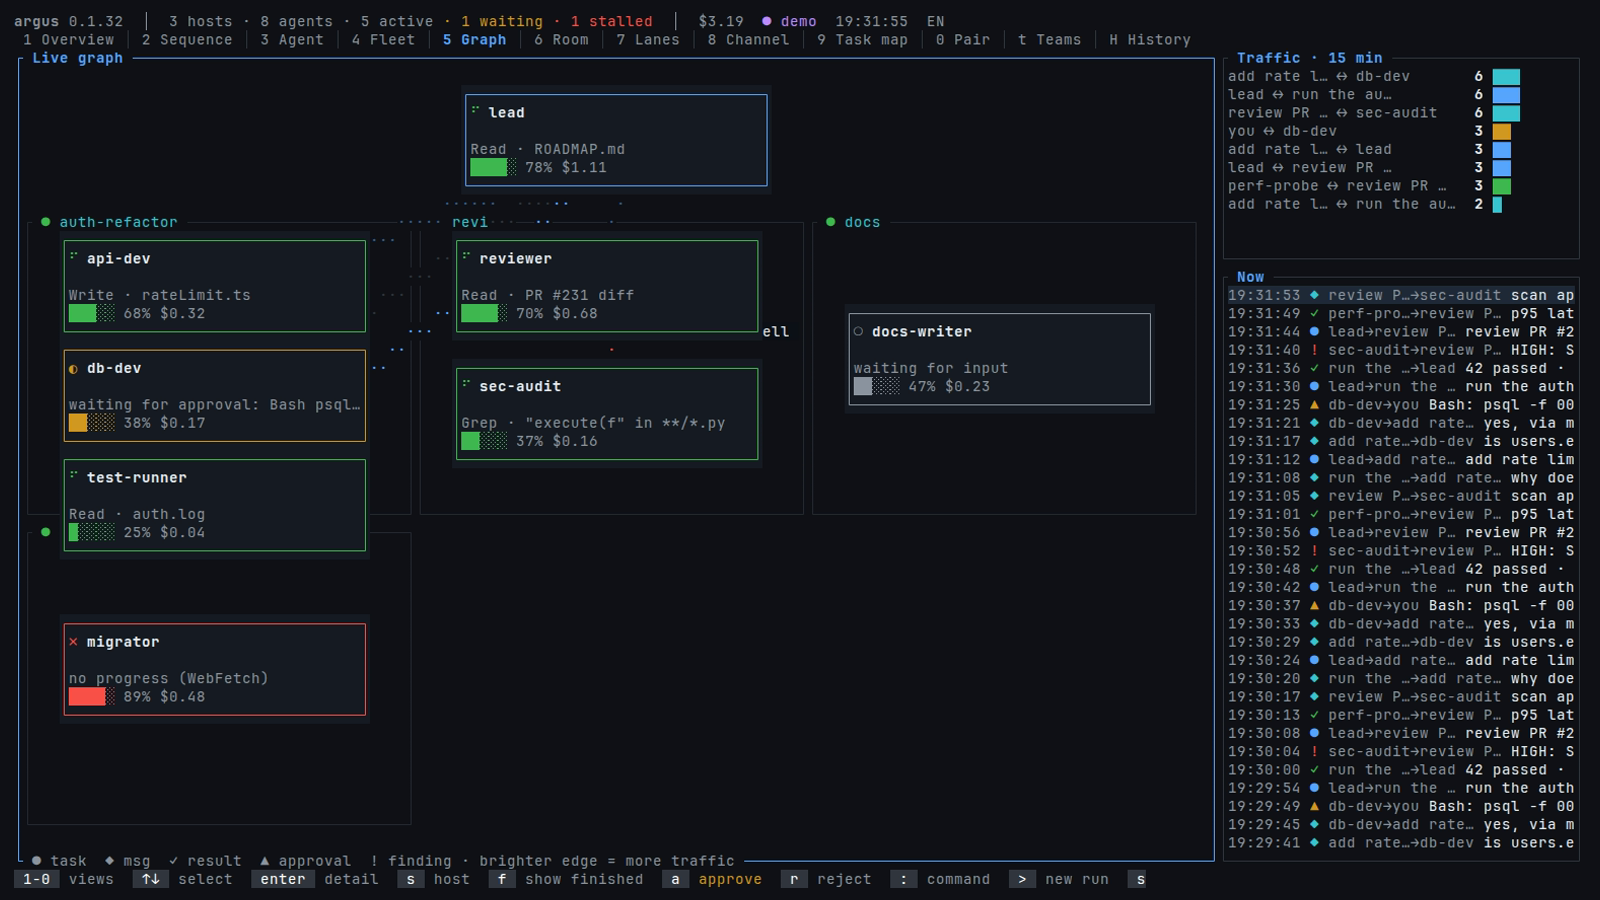 argus 0.1.32 │ 3 hosts · 8 agents · 5 active · 1 waiting · 1 stalled │ $3.19 ● demo 19:31:55 EN
1 Overview │ 2 Sequence │ 3 Agent │ 4 Fleet │ 5 Graph │ 6 Room │ 7 Lanes │ 8 Channel │ 9 Task map │ 0 Pair │ t Teams │ H History
Live graph
lead
Read · ROADMAP.md
78% $1.11
● auth-refactor
api-dev
Write · rateLimit.ts
68% $0.32
◐ db-dev
waiting for approval: Bash psql…
38% $0.17
test-runner
Read · auth.log
25% $0.04
revi
reviewer
Read · PR #231 diff
70% $0.68
ell
sec-audit
Grep · "execute(f" in **/*.py
37% $0.16
● docs
○ docs-writer
waiting for input
47% $0.23
●
✕ migrator
no progress (WebFetch)
89% $0.48
● task ◆ msg ✓ result ▲ approval ! finding · brighter edge = more traffic
Traffic · 15 min
add rate l… ↔ db-dev 6
lead ↔ run the au… 6
review PR … ↔ sec-audit 6
you ↔ db-dev 3
add rate l… ↔ lead 3
lead ↔ review PR … 3
perf-probe ↔ review PR … 3
add rate l… ↔ run the au… 2
Now
19:31:53 ◆ review P…→sec-audit scan ap
19:31:49 ✓ perf-pro…→review P… p95 lat
19:31:44 ● lead→review P… review PR #2
19:31:40 ! sec-audit→review P… HIGH: S
19:31:36 ✓ run the …→lead 42 passed ·
19:31:30 ● lead→run the … run the auth
19:31:25 ▲ db-dev→you Bash: psql -f 00
19:31:21 ◆ db-dev→add rate… yes, via m
19:31:17 ◆ add rate…→db-dev is users.e
19:31:12 ● lead→add rate… add rate lim
19:31:08 ◆ run the …→add rate… why doe
19:31:05 ◆ review P…→sec-audit scan ap
19:31:01 ✓ perf-pro…→review P… p95 lat
19:30:56 ● lead→review P… review PR #2
19:30:52 ! sec-audit→review P… HIGH: S
19:30:48 ✓ run the …→lead 42 passed ·
19:30:42 ● lead→run the … run the auth
19:30:37 ▲ db-dev→you Bash: psql -f 00
19:30:33 ◆ db-dev→add rate… yes, via m
19:30:29 ◆ add rate…→db-dev is users.e
19:30:24 ● lead→add rate… add rate lim
19:30:20 ◆ run the …→add rate… why doe
19:30:17 ◆ review P…→sec-audit scan ap
19:30:13 ✓ perf-pro…→review P… p95 lat
19:30:08 ● lead→review P… review PR #2
19:30:04 ! sec-audit→review P… HIGH: S
19:30:00 ✓ run the …→lead 42 passed ·
19:29:54 ● lead→run the … run the auth
19:29:49 ▲ db-dev→you Bash: psql -f 00
19:29:45 ◆ db-dev→add rate… yes, via m
19:29:41 ◆ add rate…→db-dev is users.e
1-0 views ↑↓ select enter detail s host f show finished a approve r reject : command > new run s